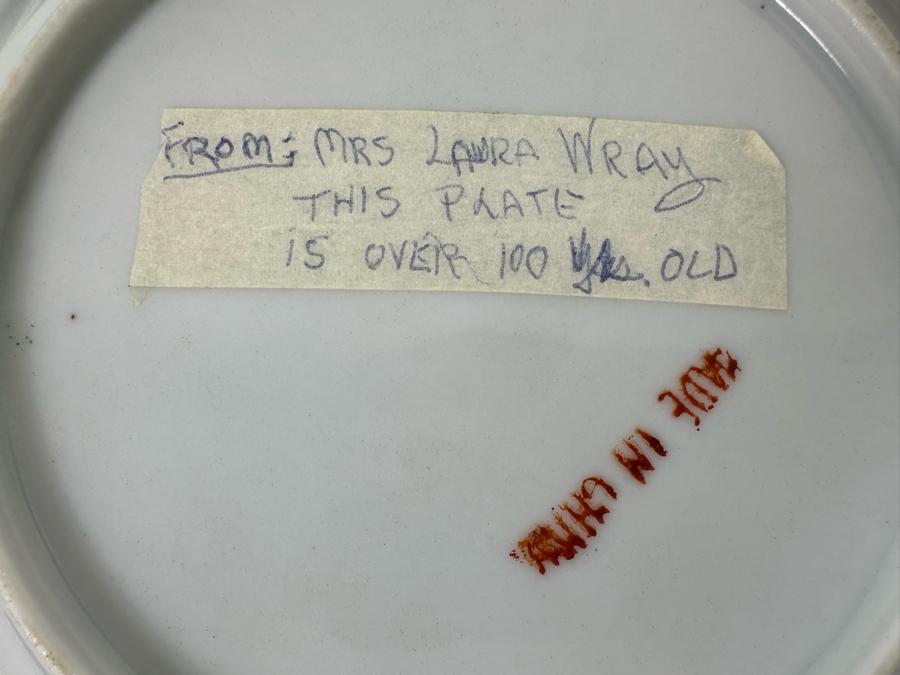 FROM: MRS LAURA WRAY
THIS PLATE
IS OVER 100 Yrs. OLD
MADE IN CHINA